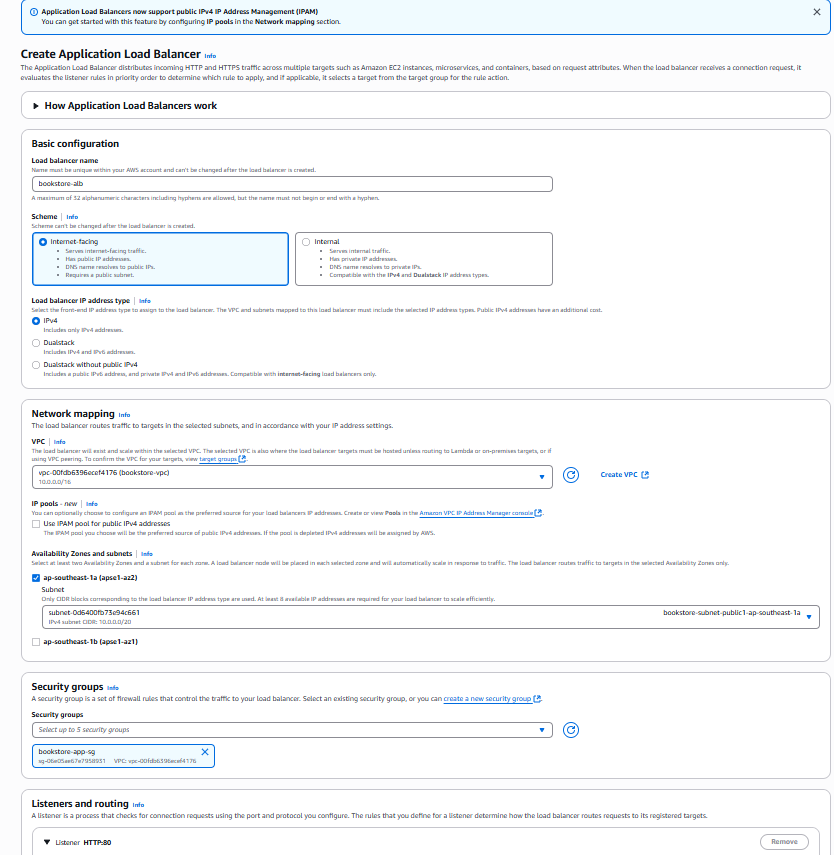 Application Load Balancers now support public IPv4 IP Address Management (IPAM)
You can get started with this feature by configuring IP pools in the Network mapping section.
Create Application Load Balancer Info
The Application Load Balancer distributes incoming HTTP and HTTPS traffic across multiple targets such as Amazon EC2 instances, microservices, and containers, based on request attributes. When the load balancer receives a connection request, it
evaluates the listener rules in priority order to determine which rule to apply, and if applicable, it selects a target from the target group for the rule action.
How Application Load Balancers work
Basic configuration
Load balancer name
Name must be unique within your AWS account and can't be changed after the load balancer is created.
bookstore-alb
A maximum of 32 alphanumeric characters including hyphens are allowed, but the name must not begin or end with a hyphen.
Scheme Info
Scheme can't be changed after the load balancer is created.
Internet-facing
• Serves internet-facing traffic.
• Has public IP addresses.
• DNS name resolves to public IPs.
• Requires a public subnet.
Internal
• Serves internal traffic.
• Has private IP addresses.
• DNS name resolves to private IPs.
• Compatible with the IPv4 and Dualstack IP address types.
Load balancer IP address type Info
Select the front-end IP address type to assign to the load balancer. The VPC and subnets mapped to this load balancer must include the selected IP address types. Public IPv4 addresses have an additional cost.
IPv4
Includes only IPv4 addresses.
Dualstack
Includes IPv4 and IPv6 addresses.
Dualstack without public IPv4
Includes a public IPv6 address, and private IPv4 and IPv6 addresses. Compatible with internet-facing load balancers only.
Network mapping Info
The load balancer routes traffic to targets in the selected subnets, and in accordance with your IP address settings.
VPC Info
The load balancer will exist and scale within the selected VPC. The selected VPC is also where the load balancer targets must be hosted unless routing to Lambda or on-premises targets, or if
using VPC peering. To confirm the VPC for your targets, view target groups.
vpc-00fdb6396ecef4176 (bookstore-vpc)
10.0.0.0/16
Create VPC
IP pools - new Info
You can optionally choose to configure an IPAM pool as the preferred source for your load balancers IP addresses. Create or view Pools in the Amazon VPC IP Address Manager console.
Use IPAM pool for public IPv4 addresses
The IPAM pool you choose will be the preferred source of public IPv4 addresses. If the pool is depleted IPv4 addresses will be assigned by AWS.
Availability Zones and subnets Info
Select at least two Availability Zones and a subnet for each zone. A load balancer node will be placed in each selected zone and will automatically scale in response to traffic. The load balancer routes traffic to targets in the selected Availability Zones only.
ap-southeast-1a (apse1-az2)
Subnet
Only CIDR blocks corresponding to the load balancer IP address type are used. At least 8 available IP addresses are required for your load balancer to scale efficiently.
subnet-0d6400fb73e94c661 bookstore-subnet-public1-ap-southeast-1a
IPv4 subnet CIDR: 10.0.0.0/20
ap-southeast-1b (apse1-az1)
Security groups Info
A security group is a set of firewall rules that control the traffic to your load balancer. Select an existing security group, or you can create a new security group.
Security groups
Select up to 5 security groups
bookstore-app-sg
sg-06e05ae67e7958931 VPC: vpc-00fdb6396ecef4176
Listeners and routing Info
A listener is a process that checks for connection requests using the port and protocol you configure. The rules that you define for a listener determine how the load balancer routes requests to its registered targets.
Listener HTTP:80 Remove